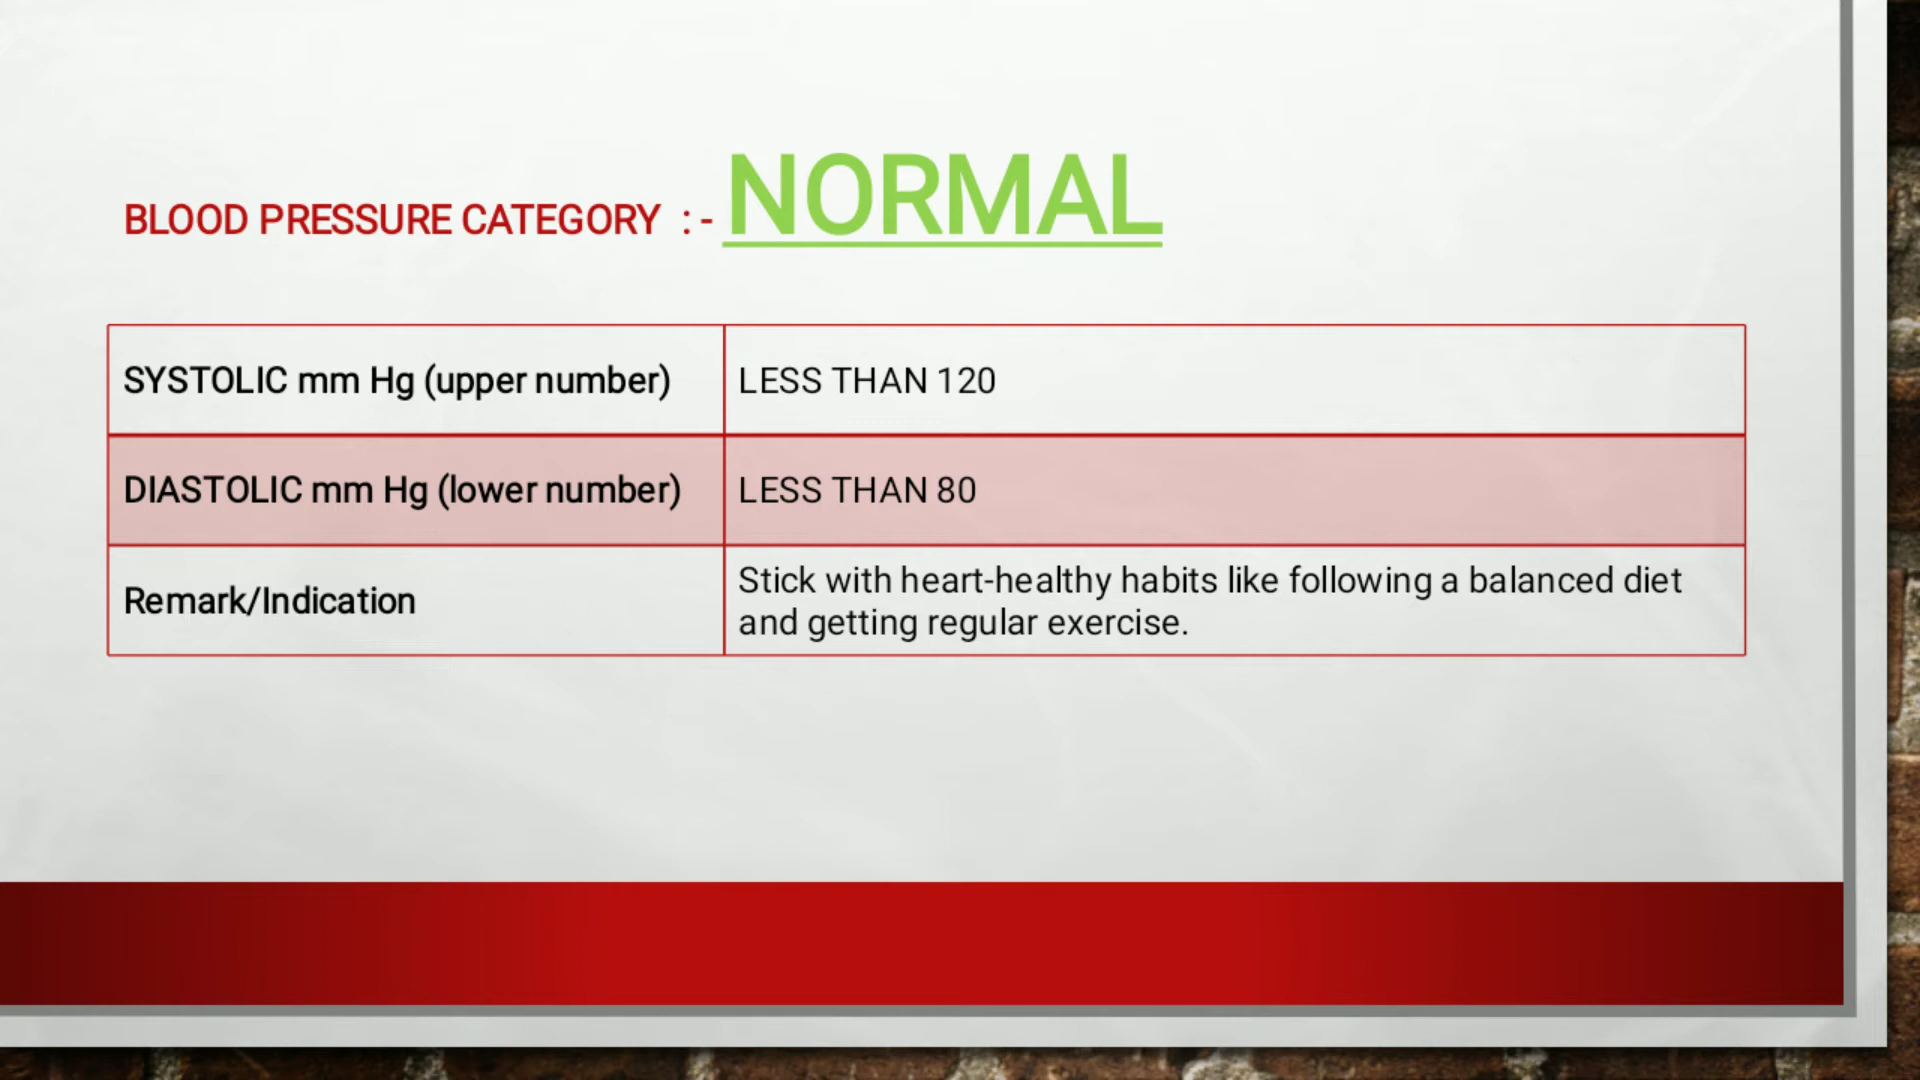 BLOOD PRESSURE CATEGORY : - NORMAL
SYSTOLIC mm Hg (upper number) LESS THAN 120
DIASTOLIC mm Hg (lower number) LESS THAN 80
Remark/Indication
Stick with heart-healthy habits like following a balanced diet
and getting regular exercise.